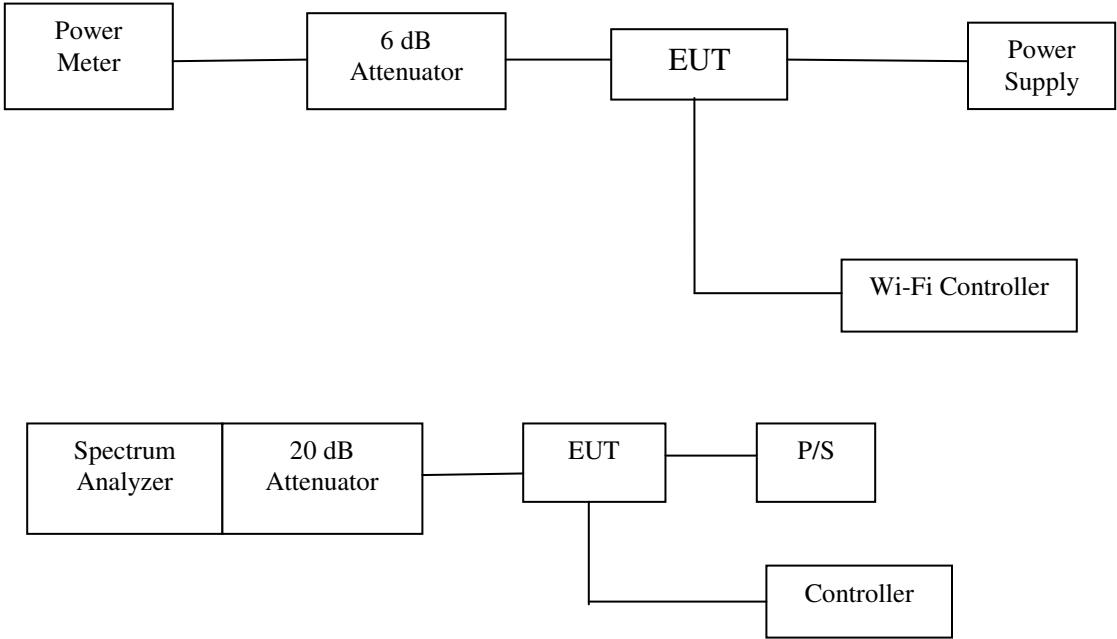 Power
Meter
6 dB
Attenuator
EUT
Power
Supply
Wi-Fi Controller
Spectrum
Analyzer
20 dB
Attenuator
EUT
P/S
Controller